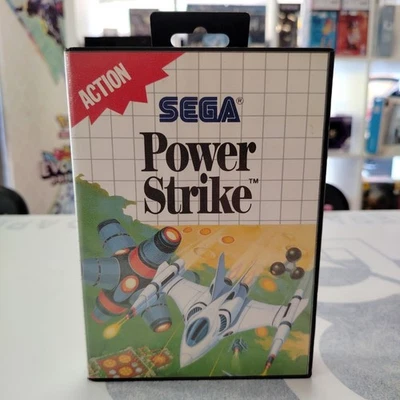 ACTION
SEGA®
Power
Strike™